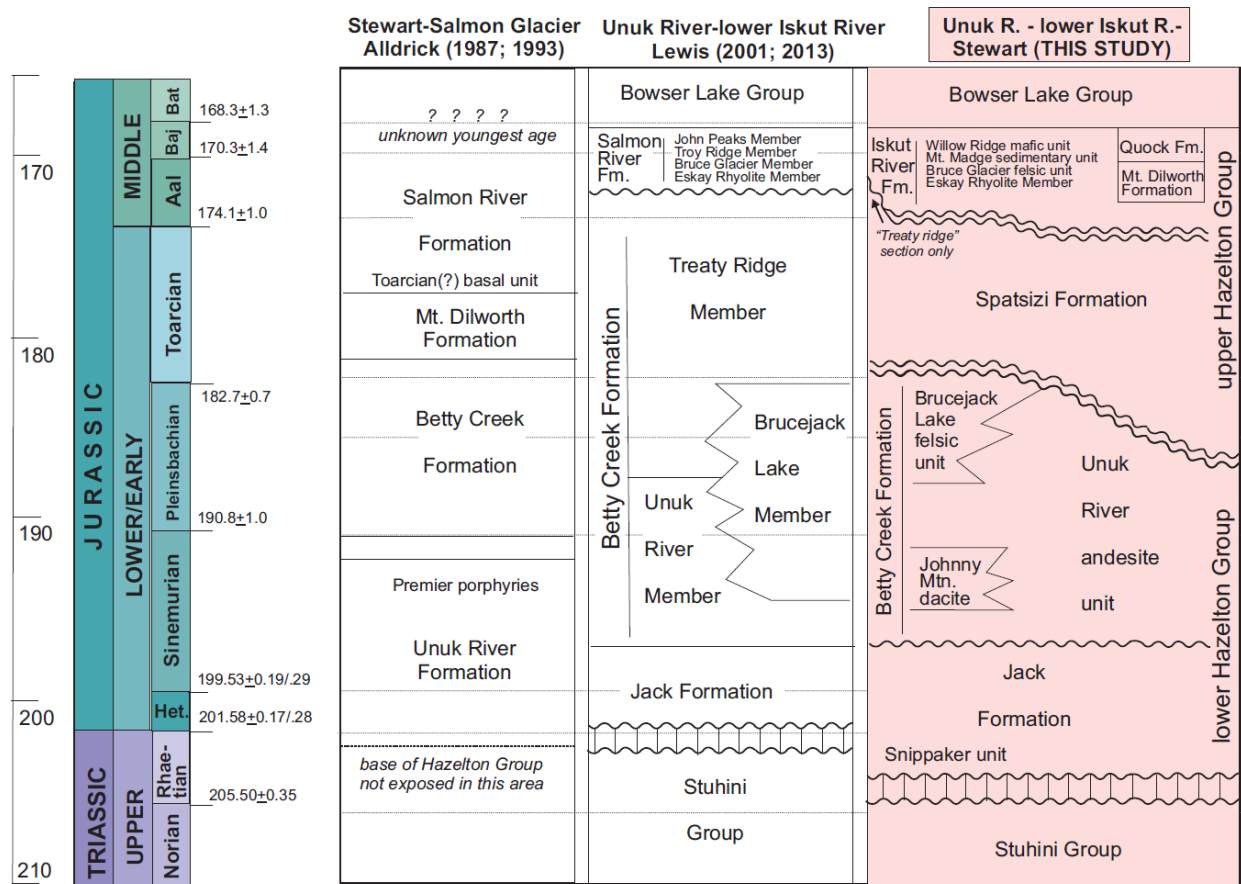 Stewart-Salmon Glacier
Alldrick (1987; 1993)
Unuk River-lower Iskut River
Lewis (2001; 2013)
Unuk R. - lower Iskut R.-
Stewart (THIS STUDY)
170
180
190
200
210
JURASSIC
TRIASSIC
MIDDLE
LOWER/EARLY
UPPER
Bat
Baj
Aal
Toarcian
Pleinsbachian
Sinemurian
Het.
Rhae-
tian
Norian
168.3±1.3
170.3±1.4
174.1±1.0
182.7±0.7
190.8±1.0
199.53±0.19/.29
201.58±0.17/.28
205.50±0.35
? ? ? ?
unknown youngest age
Salmon River
Formation
Toarcian(?) basal unit
Mt. Dilworth
Formation
Betty Creek
Formation
Premier porphyries
Unuk River
Formation
base of Hazelton Group
not exposed in this area
Bowser Lake Group
Salmon
River
Fm.
John Peaks Member
Troy Ridge Member
Bruce Glacier Member
Eskay Rhyolite Member
Treaty Ridge
Member
Betty Creek Formation
Brucejack
Lake
Member
Unuk
River
Member
Jack Formation
Stuhini
Group
Bowser Lake Group
Iskut
River
Fm.
Willow Ridge mafic unit
Mt. Madge sedimentary unit
Bruce Glacier felsic unit
Eskay Rhyolite Member
Quock Fm.
Mt. Dilworth
Formation
"Treaty ridge"
section only
Spatsizi Formation
upper Hazelton Group
Betty Creek Formation
Brucejack
Lake
felsic
unit
Unuk
River
andesite
unit
Johnny
Mtn.
dacite
lower Hazelton Group
Jack
Formation
Snippaker unit
Stuhini Group